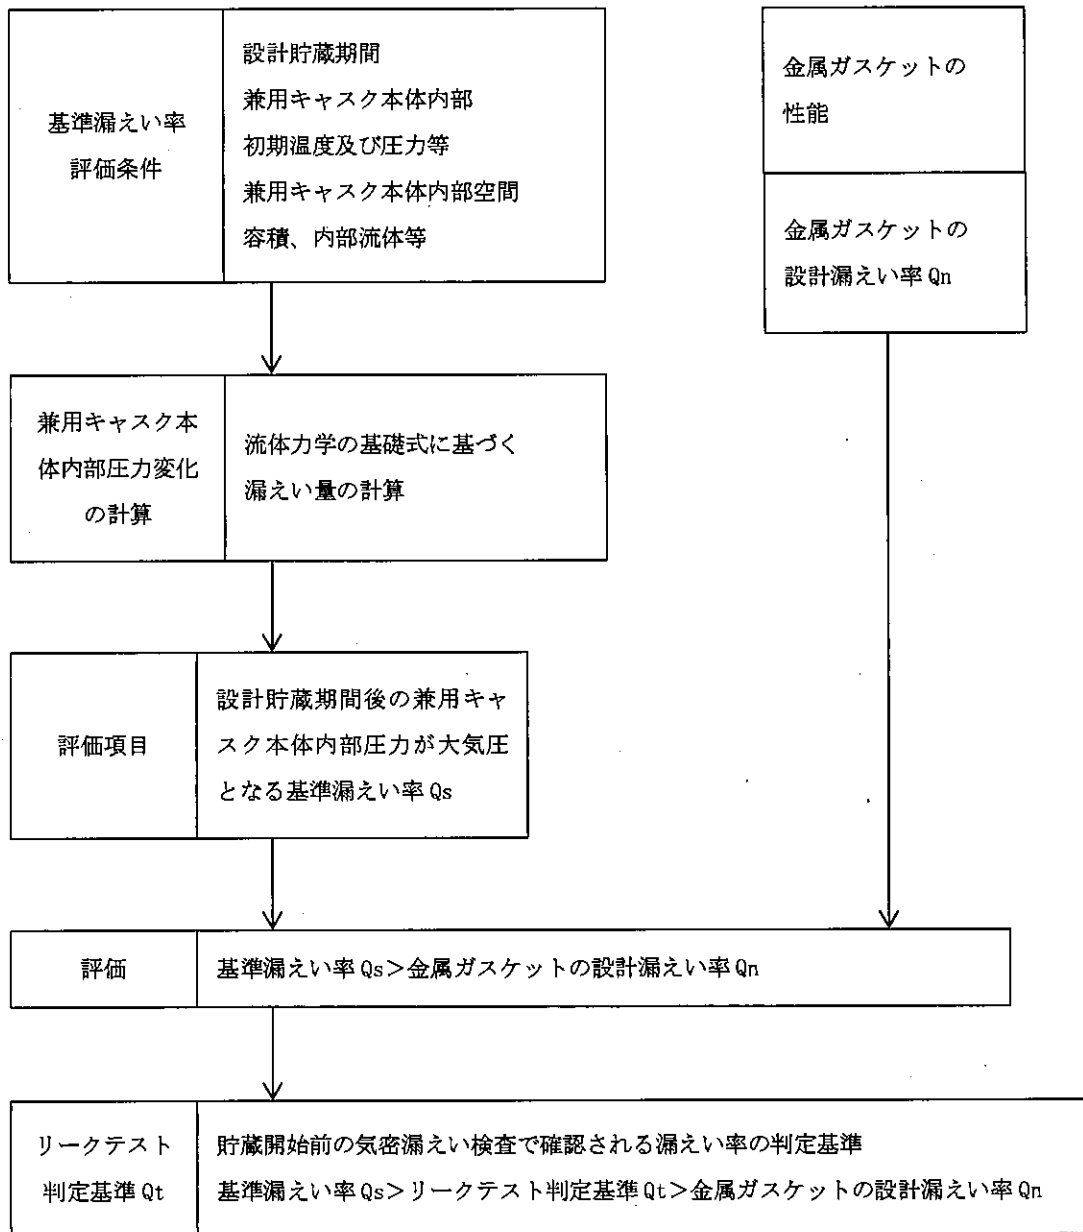 基準漏えい率
評価条件
設計貯蔵期間
兼用キャスク本体内部
初期温度及び圧力等
兼用キャスク本体内部空間
容積、内部流体等
金属ガスケットの
性能
金属ガスケットの
設計漏えい率 Qn
兼用キャスク本
体内部圧力変化
の計算
流体力学の基礎式に基づく
漏えい量の計算
評価項目
設計貯蔵期間後の兼用キャ
スク本体内部圧力が大気圧
となる基準漏えい率 Qs
評価
基準漏えい率 Qs＞金属ガスケットの設計漏えい率 Qn
リークテスト
判定基準 Qt
貯蔵開始前の気密漏えい検査で確認される漏えい率の判定基準
基準漏えい率 Qs＞リークテスト判定基準 Qt＞金属ガスケットの設計漏えい率 Qn